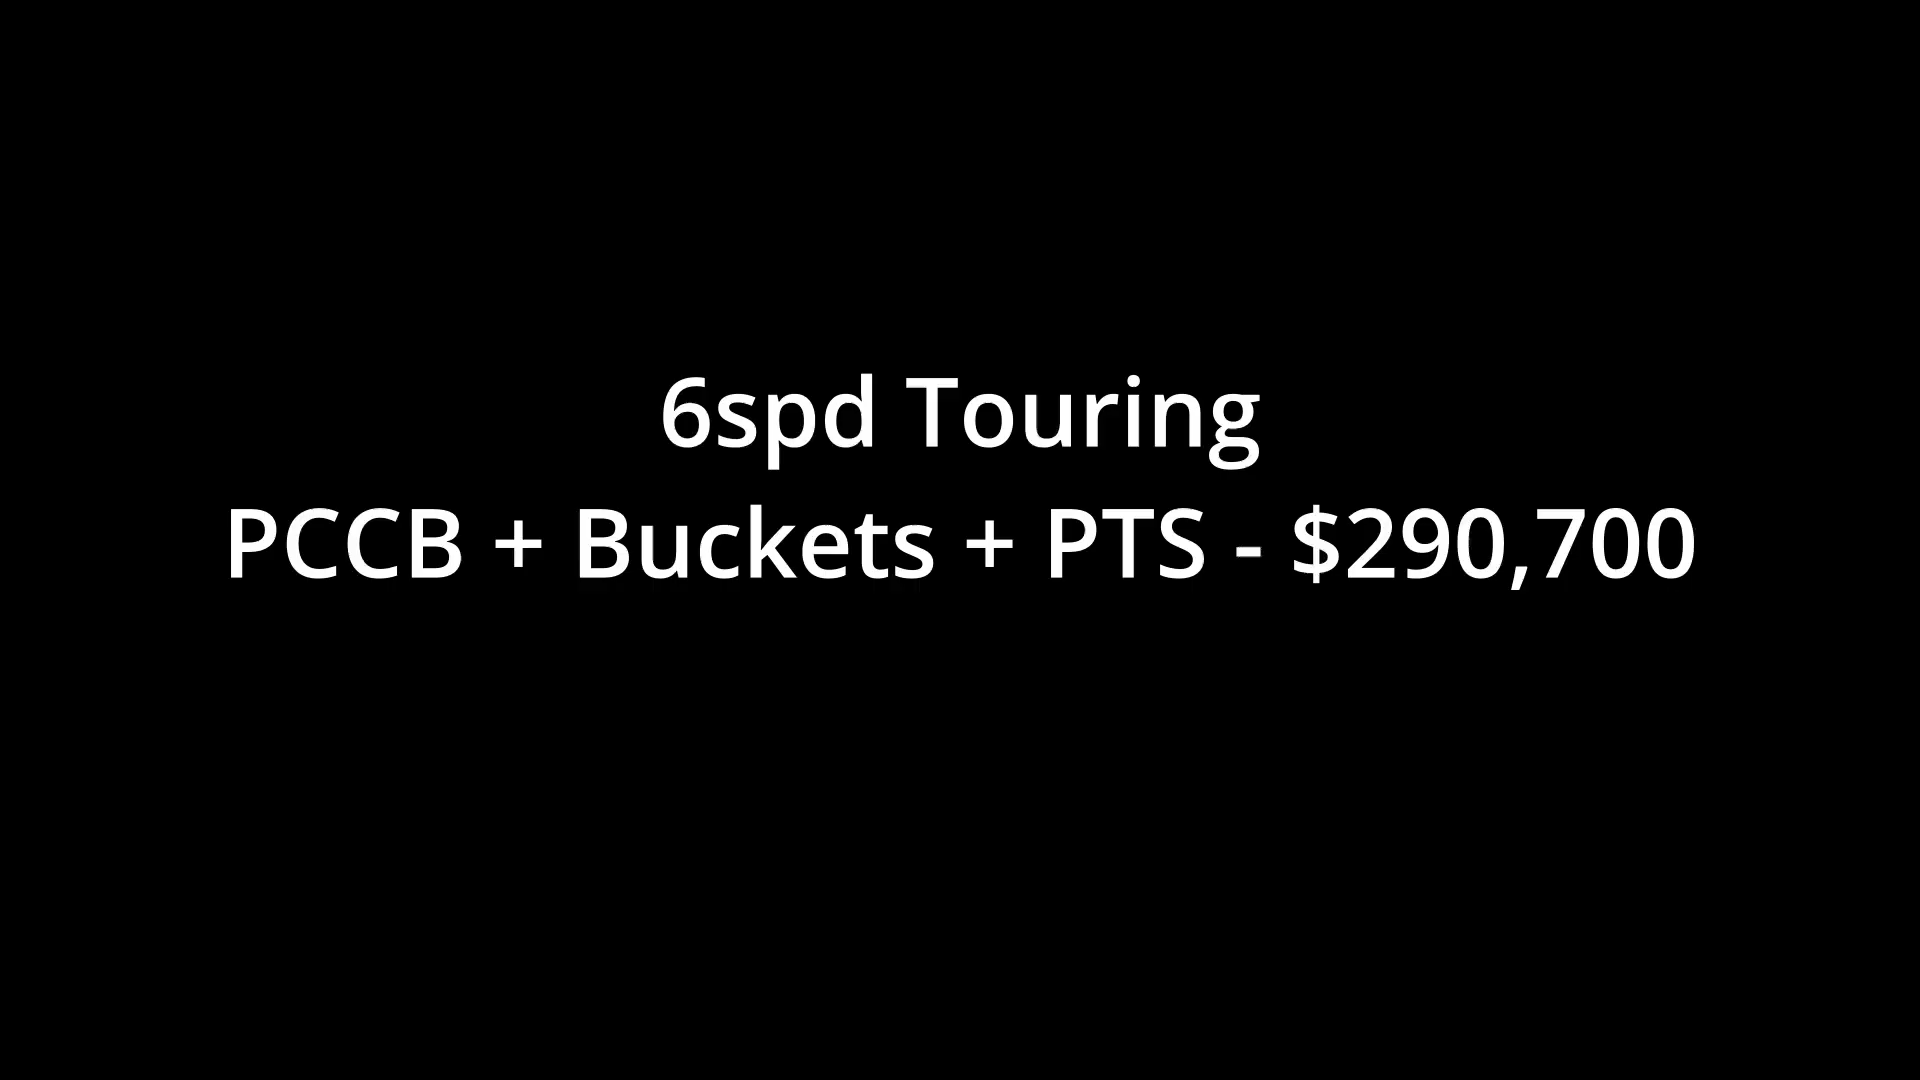 6spd Touring
PCCB + Buckets + PTS - $290,700